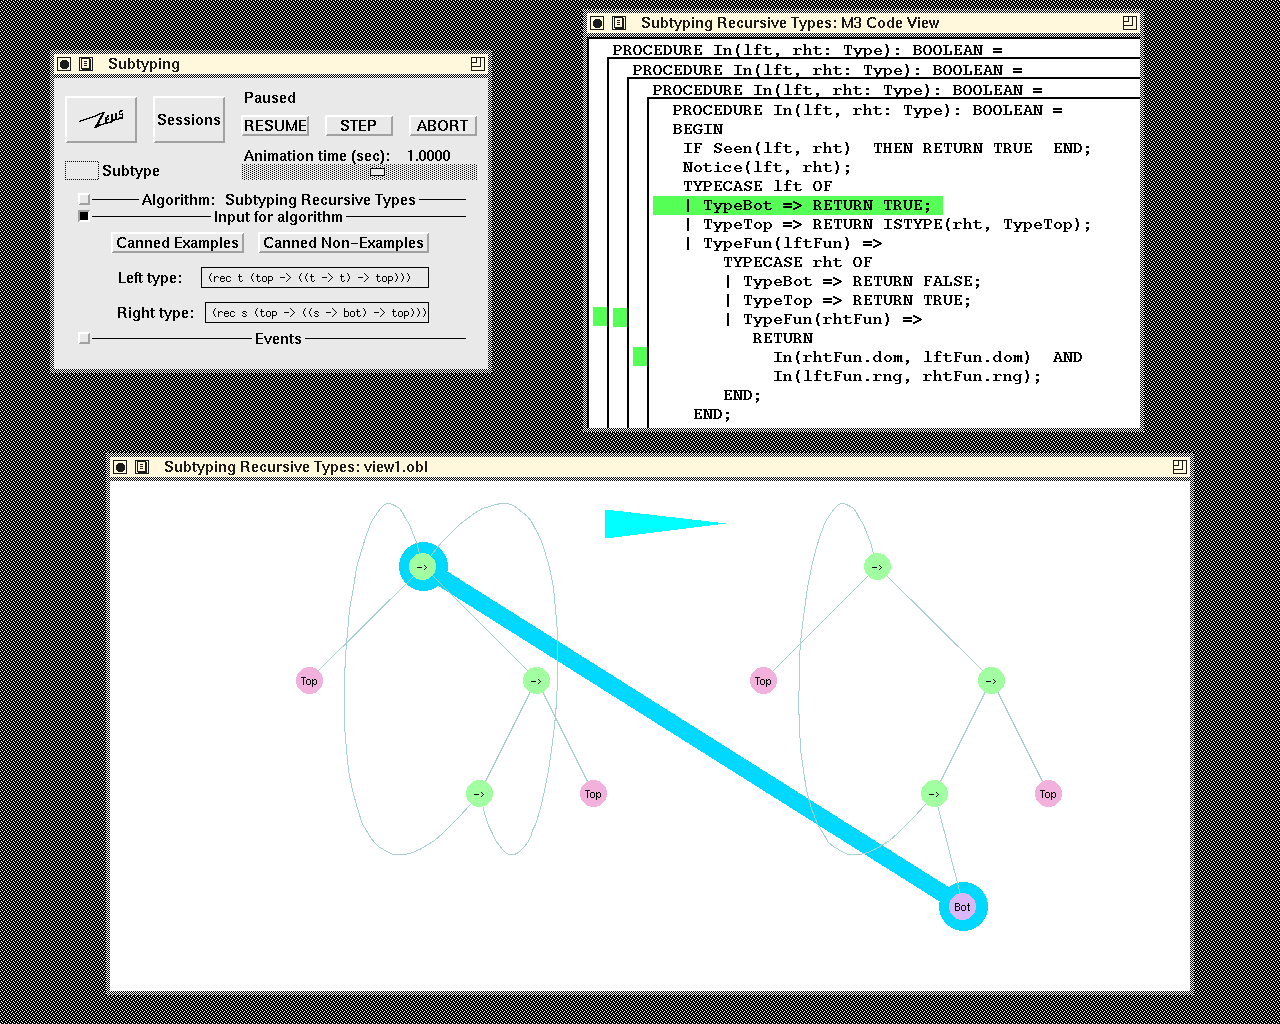 Subtyping
Zeus
Sessions
Paused
RESUME
STEP
ABORT
Animation time (sec): 1.0000
Subtype
Algorithm: Subtyping Recursive Types
Input for algorithm
Canned Examples
Canned Non-Examples
Left type: (rec t (top -> ((t -> t) -> top)))
Right type: (rec s (top -> ((s -> bot) -> top)))
Events
Subtyping Recursive Types: M3 Code View
PROCEDURE In(lft, rht: Type): BOOLEAN =
PROCEDURE In(lft, rht: Type): BOOLEAN =
PROCEDURE In(lft, rht: Type): BOOLEAN =
PROCEDURE In(lft, rht: Type): BOOLEAN =
BEGIN
IF Seen(lft, rht) THEN RETURN TRUE END;
Notice(lft, rht);
TYPECASE lft OF
| TypeBot => RETURN TRUE;
| TypeTop => RETURN ISTYPE(rht, TypeTop);
| TypeFun(lftFun) =>
TYPECASE rht OF
| TypeBot => RETURN FALSE;
| TypeTop => RETURN TRUE;
| TypeFun(rhtFun) =>
RETURN
In(rhtFun.dom, lftFun.dom) AND
In(lftFun.rng, rhtFun.rng);
END;
END;
Subtyping Recursive Types: view1.obl
->
->
Top
->
Top
->
->
Top
->
Top
Bot